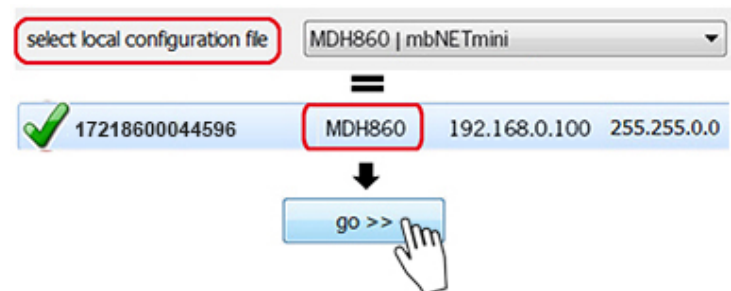 select local configuration file MDH860 | mbNETmini
=
17218600044596 MDH860 192.168.0.100 255.255.0.0
go >>